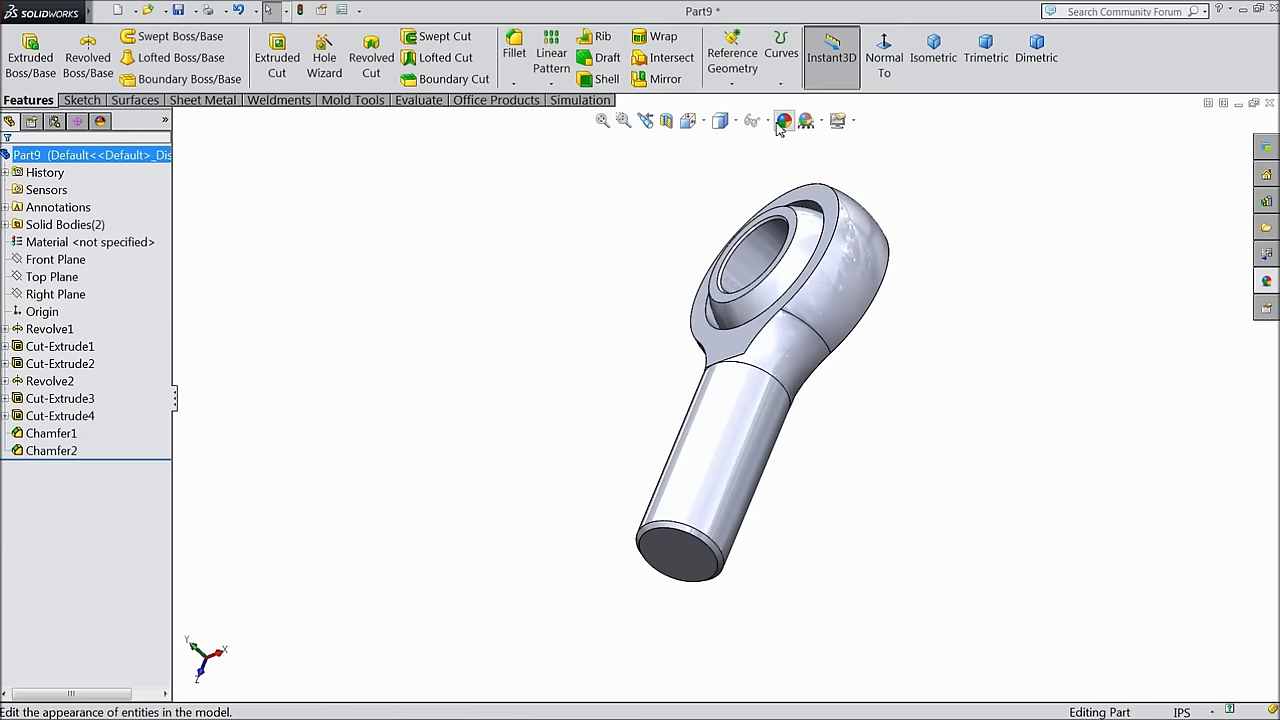 SOLIDWORKS
Part9 *
Search Community Forum
Extruded Boss/Base
Revolved Boss/Base
Swept Boss/Base
Lofted Boss/Base
Boundary Boss/Base
Extruded Cut
Hole Wizard
Revolved Cut
Swept Cut
Lofted Cut
Boundary Cut
Fillet
Linear Pattern
Rib
Draft
Shell
Wrap
Intersect
Mirror
Reference Geometry
Curves
Instant3D
Normal To
Isometric
Trimetric
Dimetric
Features Sketch Surfaces Sheet Metal Weldments Mold Tools Evaluate Office Products Simulation
Part9 (Default<<Default>_Dis
History
Sensors
Annotations
Solid Bodies(2)
Material <not specified>
Front Plane
Top Plane
Right Plane
Origin
Revolve1
Cut-Extrude1
Cut-Extrude2
Revolve2
Cut-Extrude3
Cut-Extrude4
Chamfer1
Chamfer2
Y
X
Z
Edit the appearance of entities in the model.
Editing Part
IPS